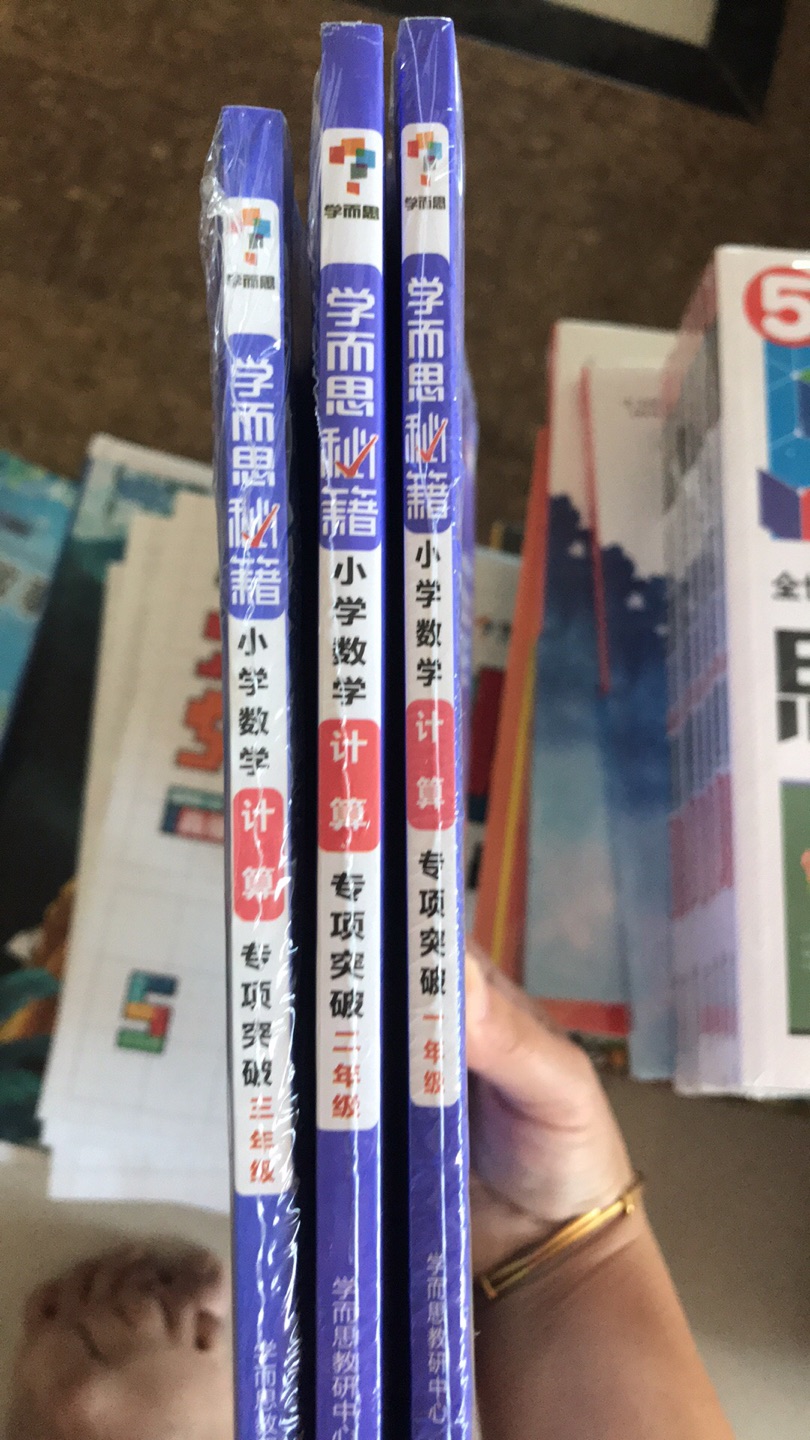 学而思
学而思秘籍
小学数学
计算
专项突破
三年级
学而思教
学而思
学而思秘籍
小学数学
计算
专项突破
二年级
学而思教研中心
学而思
学而思秘籍
小学数学
计算
专项突破
一年级
学而思教研中心
5
全